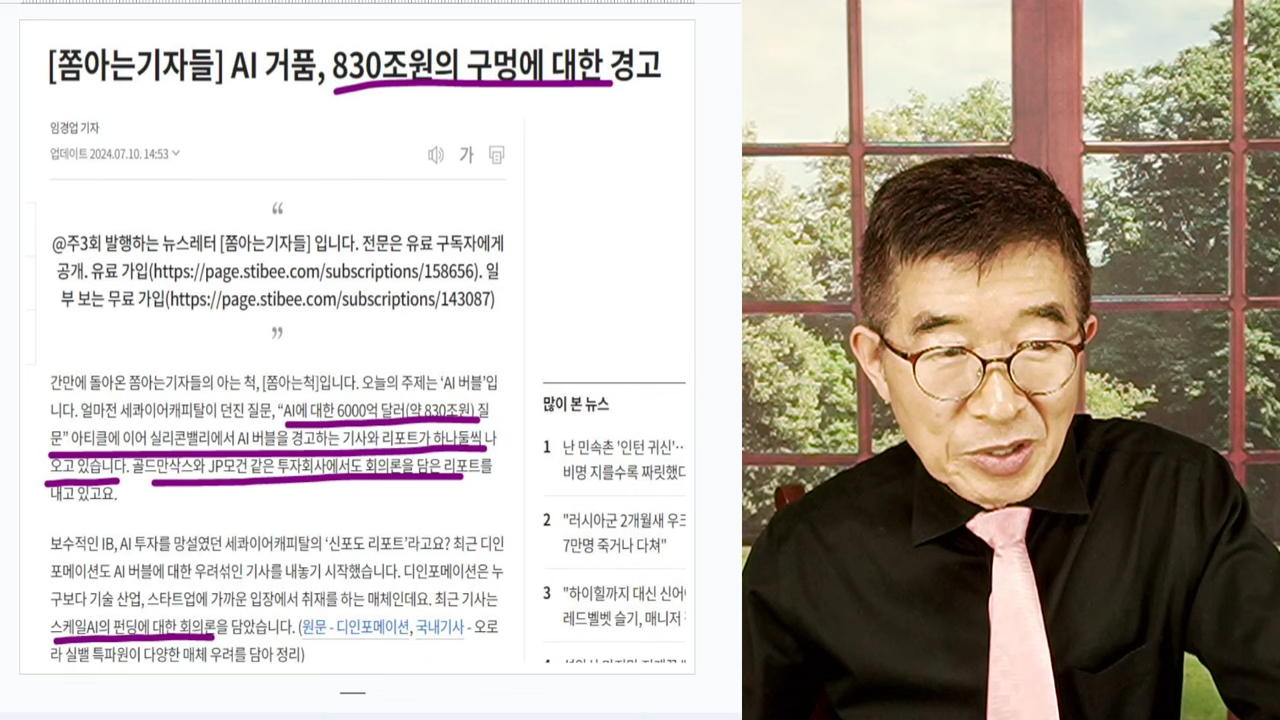 [쫌아는기자들] AI 거품, 830조원의 구멍에 대한 경고
임경업 기자
업데이트 2024.07.10. 14:53
가
“
@주3회 발행하는 뉴스레터 [쫌아는기자들] 입니다. 전문은 유료 구독자에게
공개. 유료 가입(https://page.stibee.com/subscriptions/158656). 일
부 보는 무료 가입(https://page.stibee.com/subscriptions/143087)
”
간만에 돌아온 쫌아는기자들의 아는 척, [쫌아는척]입니다. 오늘의 주제는 ‘AI 버블’입
니다. 얼마전 세콰이어캐피탈이 던진 질문, “AI에 대한 6000억 달러(약 830조원) 질
문” 아티클에 이어 실리콘밸리에서 AI 버블을 경고하는 기사와 리포트가 하나둘씩 나
오고 있습니다. 골드만삭스와 JP모건 같은 투자회사에서도 회의론을 담은 리포트를
내고 있고요.
보수적인 IB, AI 투자를 망설였던 세콰이어캐피탈의 ‘신포도 리포트’라고요? 최근 디인
포메이션도 AI 버블에 대한 우려섞인 기사를 내놓기 시작했습니다. 디인포메이션은 누
구보다 기술 산업, 스타트업에 가까운 입장에서 취재를 하는 매체인데요. 최근 기사는
스케일AI의 펀딩에 대한 회의론을 담았습니다. (원문 - 디인포메이션, 국내기사 - 오로
라 실밸 특파원이 다양한 매체 우려를 담아 정리)
많이 본 뉴스
1 난 민속촌 '인턴 귀신'··
비명 지를수록 짜릿했다
2 "러시아군 2개월새 우크
7만명 죽거나 다쳐"
3 "하이힐까지 대신 신어
레드벨벳 슬기, 매니저